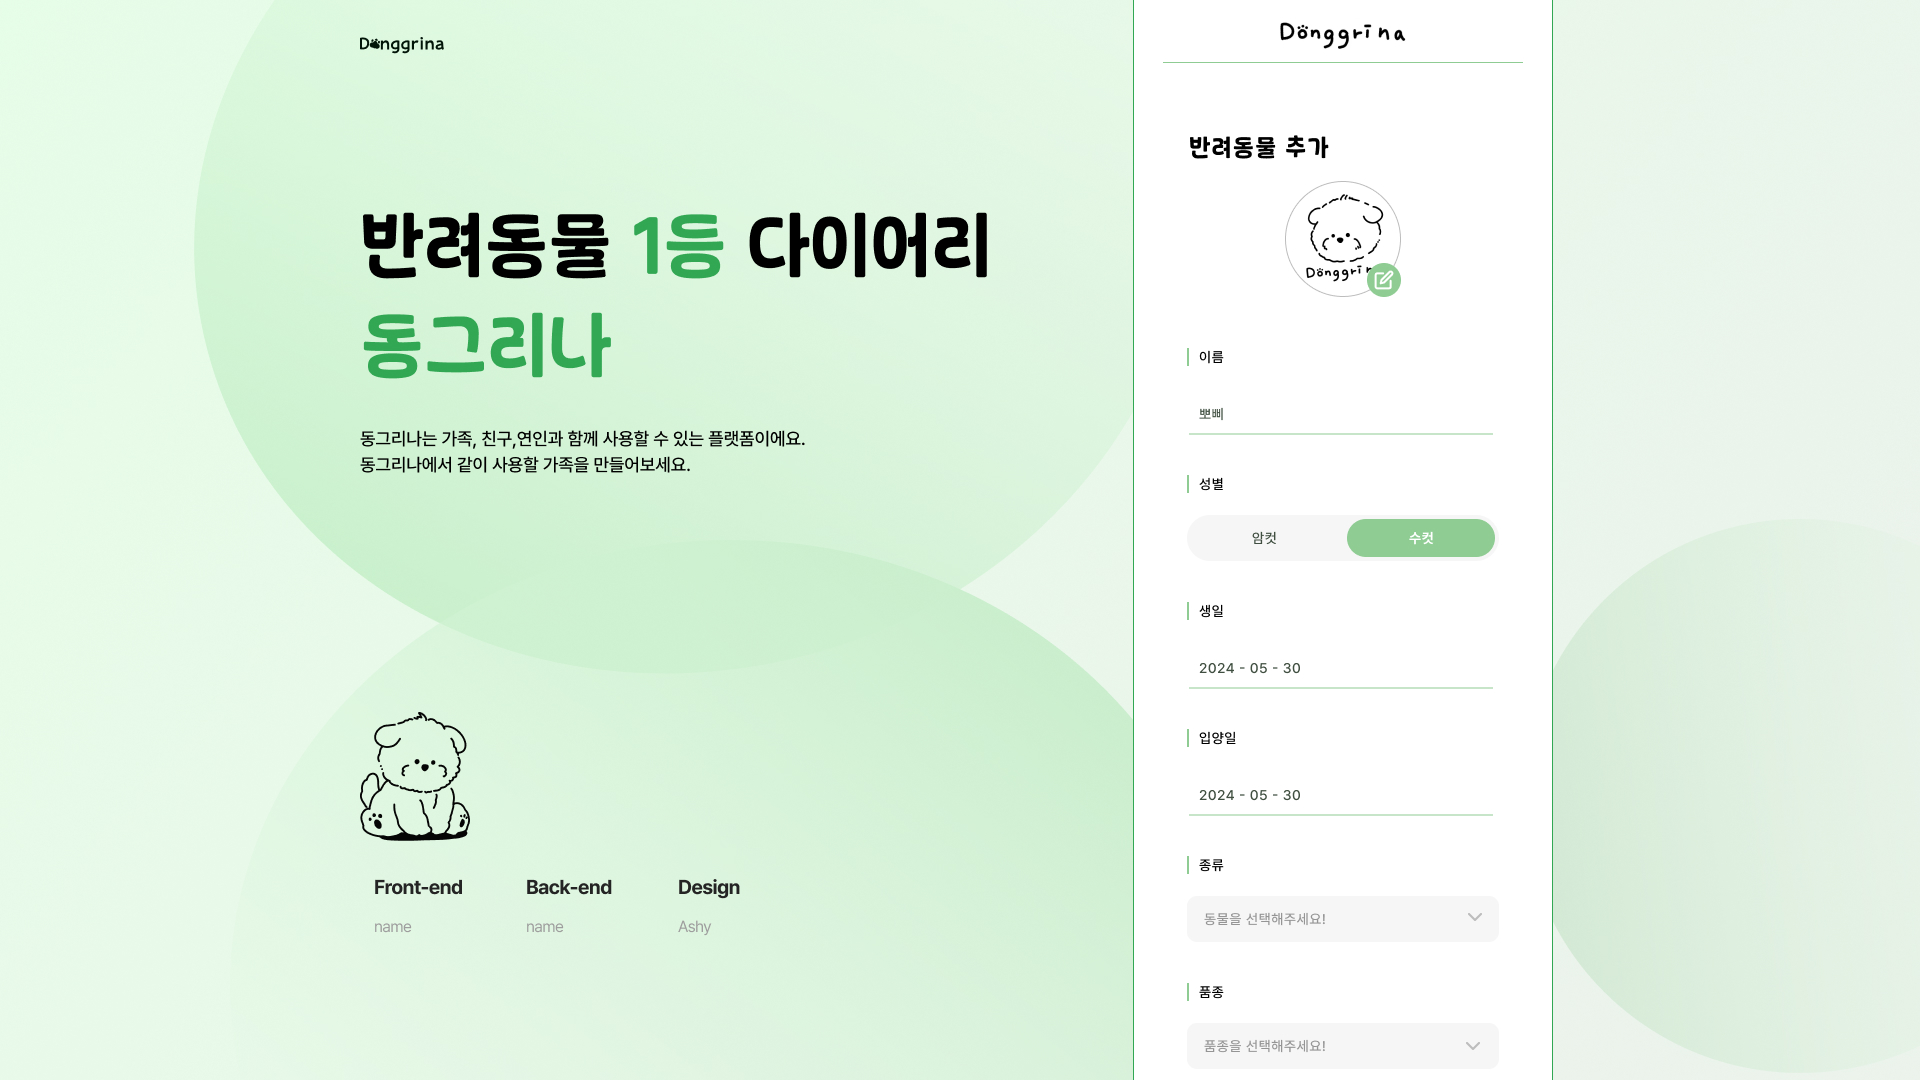 Donggrina
반려동물 1등 다이어리
동그리나
동그리나는 가족, 친구,연인과 함께 사용할 수 있는 플랫폼이에요.
동그리나에서 같이 사용할 가족을 만들어보세요.
Front-end
Back-end
Design
name
name
Ashy
Donggrina
반려동물 추가
이름
뽀삐
성별
암컷
수컷
생일
2024 - 05 - 30
입양일
2024 - 05 - 30
종류
동물을 선택해주세요!
품종
품종을 선택해주세요!